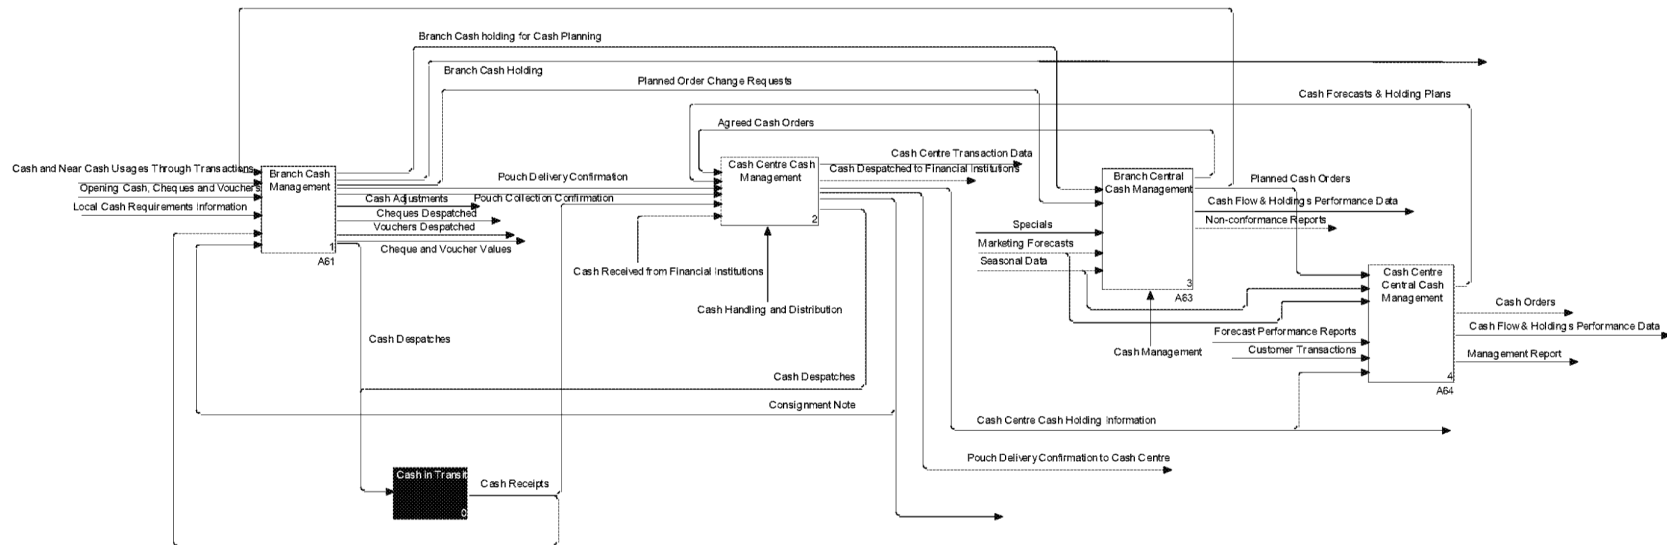 Branch Cash holding for Cash Planning
Branch Cash Holding
Planned Order Change Requests
Cash Forecasts & Holding Plans
Agreed Cash Orders
Cash and Near Cash Usages Through Transactions
Opening Cash, Cheques and Vouchers
Local Cash Requirements Information
Branch Cash
Management
1
A61
Cash Adjustments
Cheques Despatched
Vouchers Despatched
Cheque and Voucher Values
Pouch Delivery Confirmation
Pouch Collection Confirmation
Cash Centre Cash
Management
2
Cash Centre Transaction Data
Cash Despatched to Financial Institutions
Cash Received from Financial Institutions
Cash Handling and Distribution
Branch Central
Cash Management
3
A63
Planned Cash Orders
Cash Flow & Holding's Performance Data
Non-conformance Reports
Specials
Marketing Forecasts
Seasonal Data
Cash Management
Cash Centre
Central Cash
Management
4
A64
Forecast Performance Reports
Customer Transactions
Cash Orders
Cash Flow & Holding's Performance Data
Management Report
Cash Despatches
Cash Despatches
Consignment Note
Cash Centre Cash Holding Information
Pouch Delivery Confirmation to Cash Centre
Cash in Transit
0
Cash Receipts